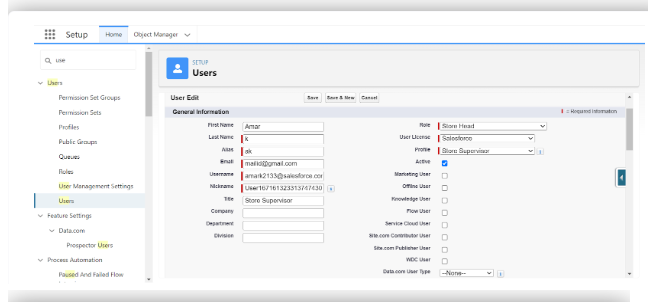 Setup
Home
Object Manager
use
Users
Permission Set Groups
Permission Sets
Profiles
Public Groups
Queues
Roles
User Management Settings
Users
Feature Settings
Data.com
Prospector Users
Process Automation
Paused And Failed Flow
SETUP
Users
User Edit
Save
Save & New
Cancel
General Information
= Required Information
First Name Amar
Last Name k
Alias ak
Email mailid@gmail.com
Username amark2133@salesforce.cor
Nickname
Title Store Supervisor
Company
Department
Division
Role Store Head
User License Salesforce
Profile Store Supervisor
Active
Marketing User
Offline User
Knowledge User
Flow User
Service Cloud User
Site.com Contributor User
Site.com Publisher User
WDC User
Data.com User Type --None--